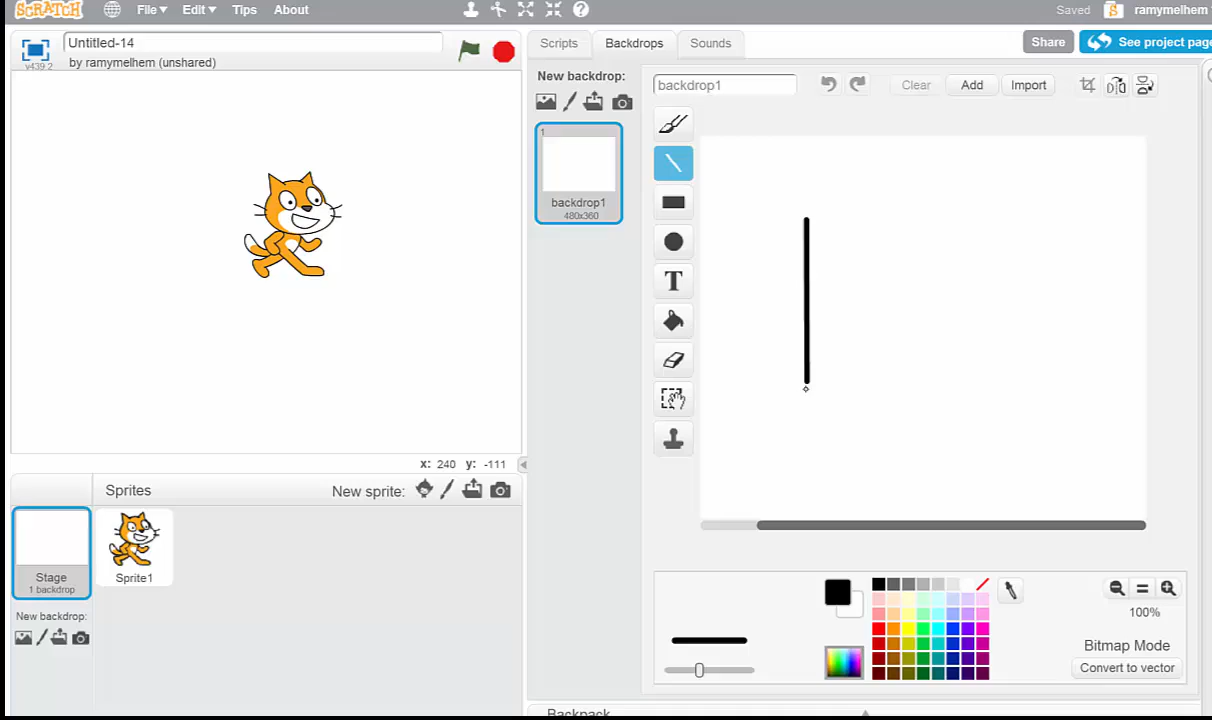 SCRATCH File Edit Tips About Saved ramymelhem
Untitled-14
v439.2 by ramymelhem (unshared)
Scripts Backdrops Sounds Share See project page
New backdrop: backdrop1 Clear Add Import
1
backdrop1
480x360
T
x: 240 y: -111
Sprites New sprite:
Stage
1 backdrop
Sprite1
New backdrop:
100%
Bitmap Mode
Convert to vector
Backpack